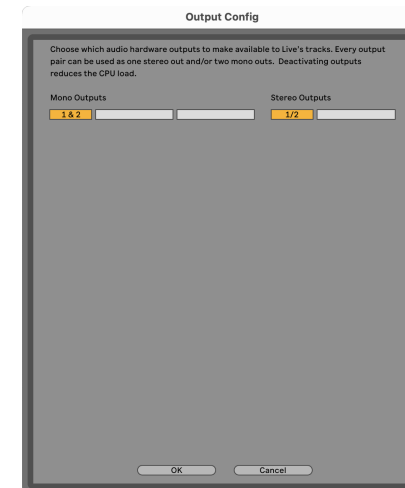 Output Config
Choose which audio hardware outputs to make available to Live's tracks. Every output
pair can be used as one stereo out and/or two mono outs.  Deactivating outputs
reduces the CPU load.
Mono Outputs Stereo Outputs
1 & 2 1/2
OK Cancel